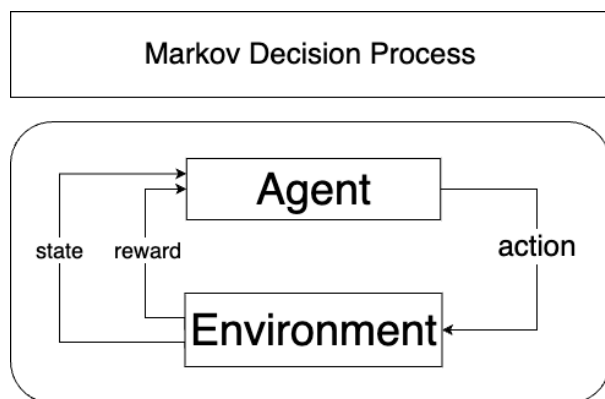 Markov Decision Process
Agent
state
reward
action
Environment